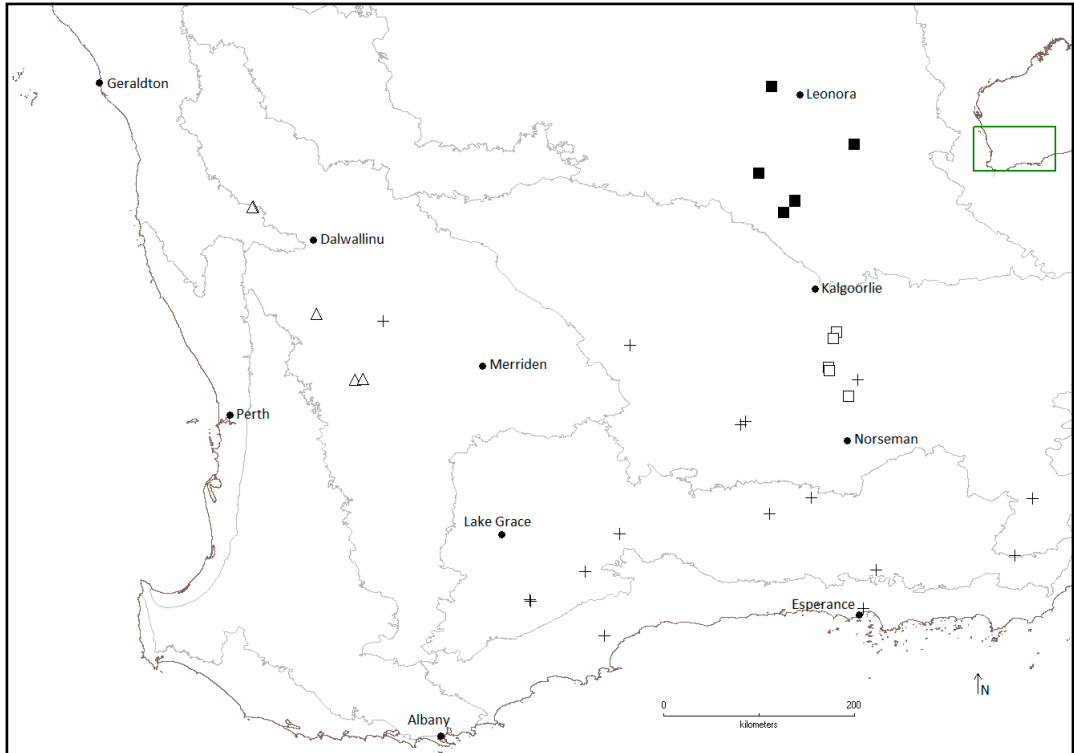 Geraldton
Leonora
Dalwallinu
Kalgoorlie
Merriden
Perth
Norseman
Lake Grace
Esperance
N
0 200
kilometers
Albany